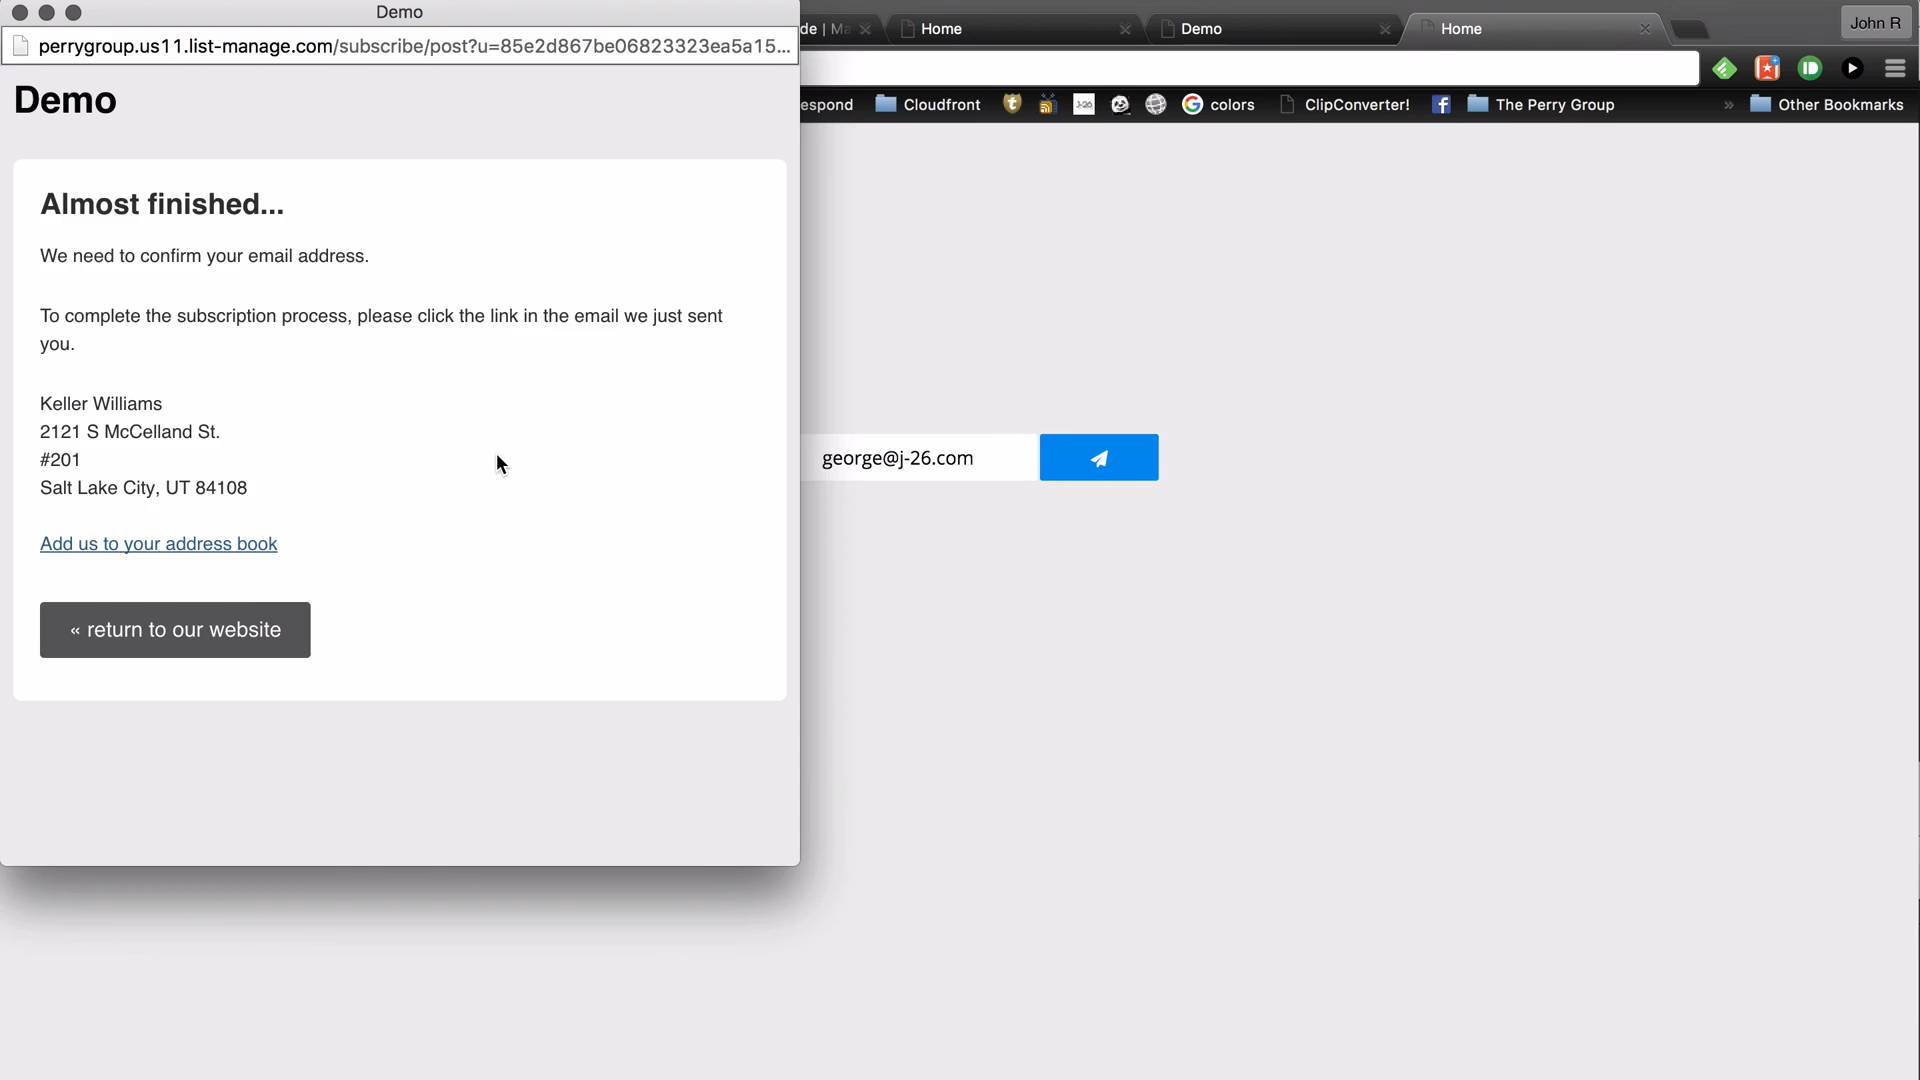 Demo
perrygroup.us11.list-manage.com/subscribe/post?u=85e2d867be06823323ea5a15...
Demo
Almost finished...
We need to confirm your email address.
To complete the subscription process, please click the link in the email we just sent
you.
Keller Williams
2121 S McCelland St.
#201
Salt Lake City, UT 84108
Add us to your address book
« return to our website
de | Ma
Home
Demo
Home
John R
espond
Cloudfront
J-26
colors
ClipConverter!
The Perry Group
»
Other Bookmarks
george@j-26.com